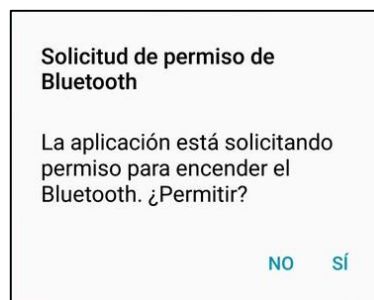 Solicitud de permiso de
Bluetooth
La aplicación está solicitando
permiso para encender el
Bluetooth. ¿Permitir?
NO SÍ